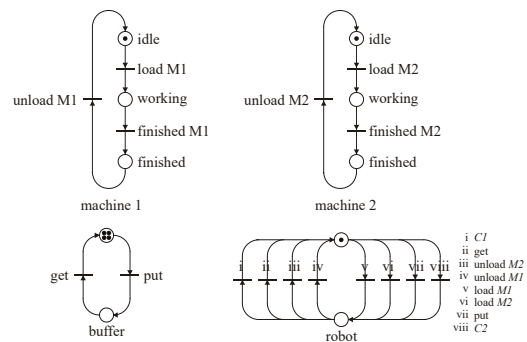 idle
load M1
unload M1
working
finished M1
finished
machine 1
idle
load M2
unload M2
working
finished M2
finished
machine 2
get
put
buffer
i
ii
iii
iv
v
vi
vii
viii
robot
i C1
ii get
iii unload M2
iv unload M1
v load M1
vi load M2
vii put
viii C2